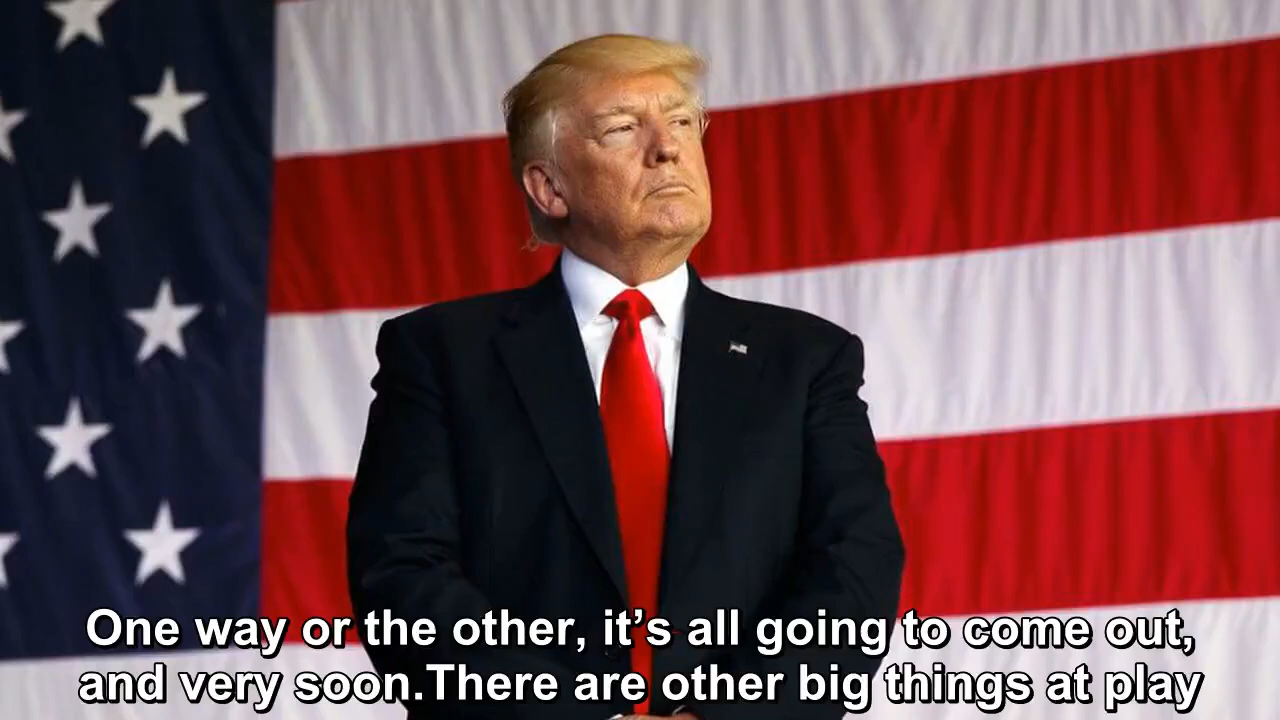 One way or the other, it’s all going to come out,
and very soon.There are other big things at play